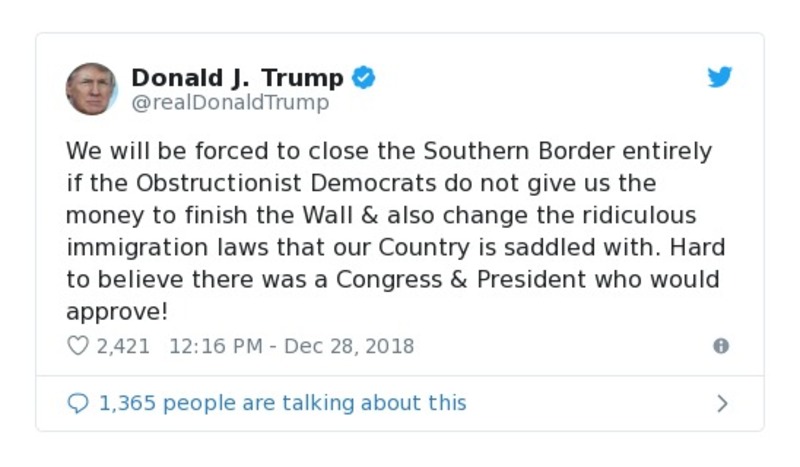 Donald J. Trump
@realDonaldTrump
We will be forced to close the Southern Border entirely
if the Obstructionist Democrats do not give us the
money to finish the Wall & also change the ridiculous
immigration laws that our Country is saddled with. Hard
to believe there was a Congress & President who would
approve!
2,421 12:16 PM - Dec 28, 2018
1,365 people are talking about this